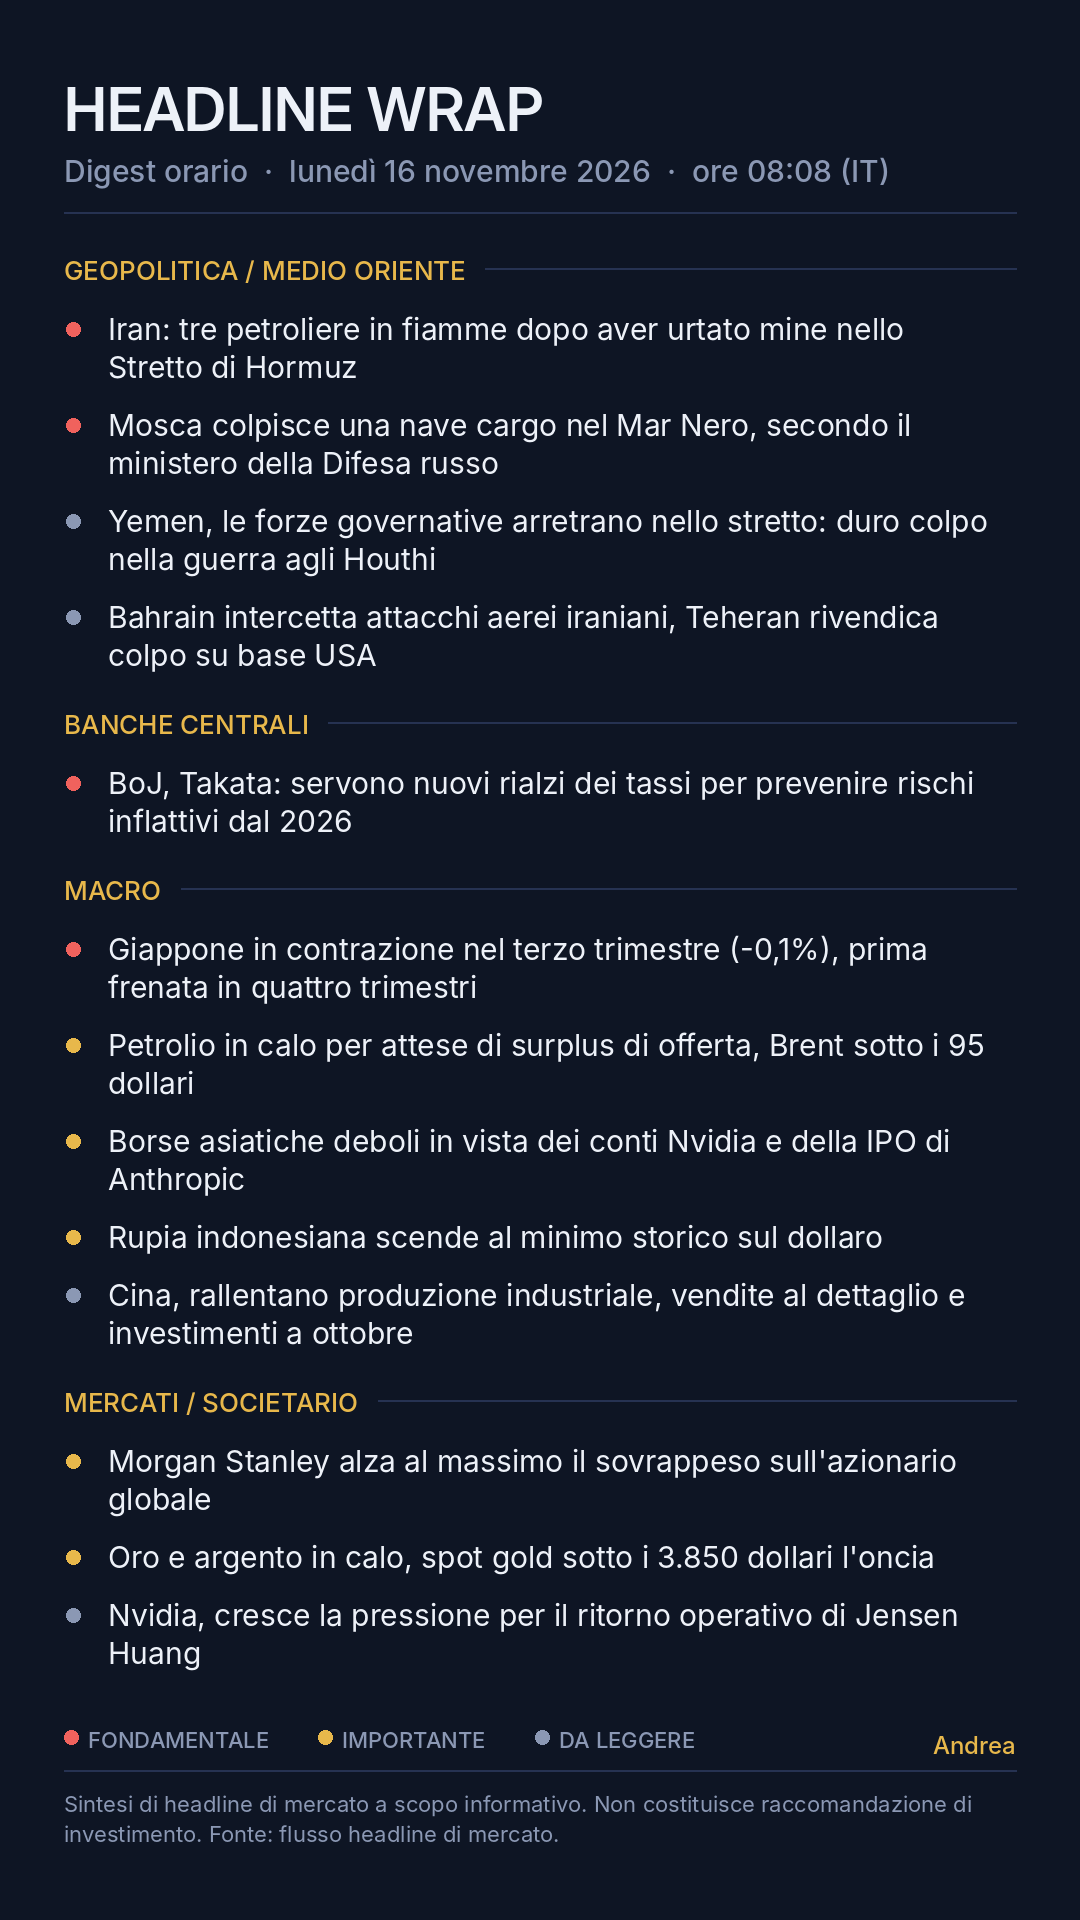 HEADLINE WRAP
Digest orario · lunedì 16 novembre 2026 · ore 08:08 (IT)
GEOPOLITICA / MEDIO ORIENTE
Iran: tre petroliere in fiamme dopo aver urtato mine nello
Stretto di Hormuz
Mosca colpisce una nave cargo nel Mar Nero, secondo il
ministero della Difesa russo
Yemen, le forze governative arretrano nello stretto: duro colpo
nella guerra agli Houthi
Bahrain intercetta attacchi aerei iraniani, Teheran rivendica
colpo su base USA
BANCHE CENTRALI
BoJ, Takata: servono nuovi rialzi dei tassi per prevenire rischi
inflattivi dal 2026
MACRO
Giappone in contrazione nel terzo trimestre (-0,1%), prima
frenata in quattro trimestri
Petrolio in calo per attese di surplus di offerta, Brent sotto i 95
dollari
Borse asiatiche deboli in vista dei conti Nvidia e della IPO di
Anthropic
Rupia indonesiana scende al minimo storico sul dollaro
Cina, rallentano produzione industriale, vendite al dettaglio e
investimenti a ottobre
MERCATI / SOCIETARIO
Morgan Stanley alza al massimo il sovrappeso sull'azionario
globale
Oro e argento in calo, spot gold sotto i 3.850 dollari l'oncia
Nvidia, cresce la pressione per il ritorno operativo di Jensen
Huang
FONDAMENTALE IMPORTANTE DA LEGGERE Andrea
Sintesi di headline di mercato a scopo informativo. Non costituisce raccomandazione di
investimento. Fonte: flusso headline di mercato.